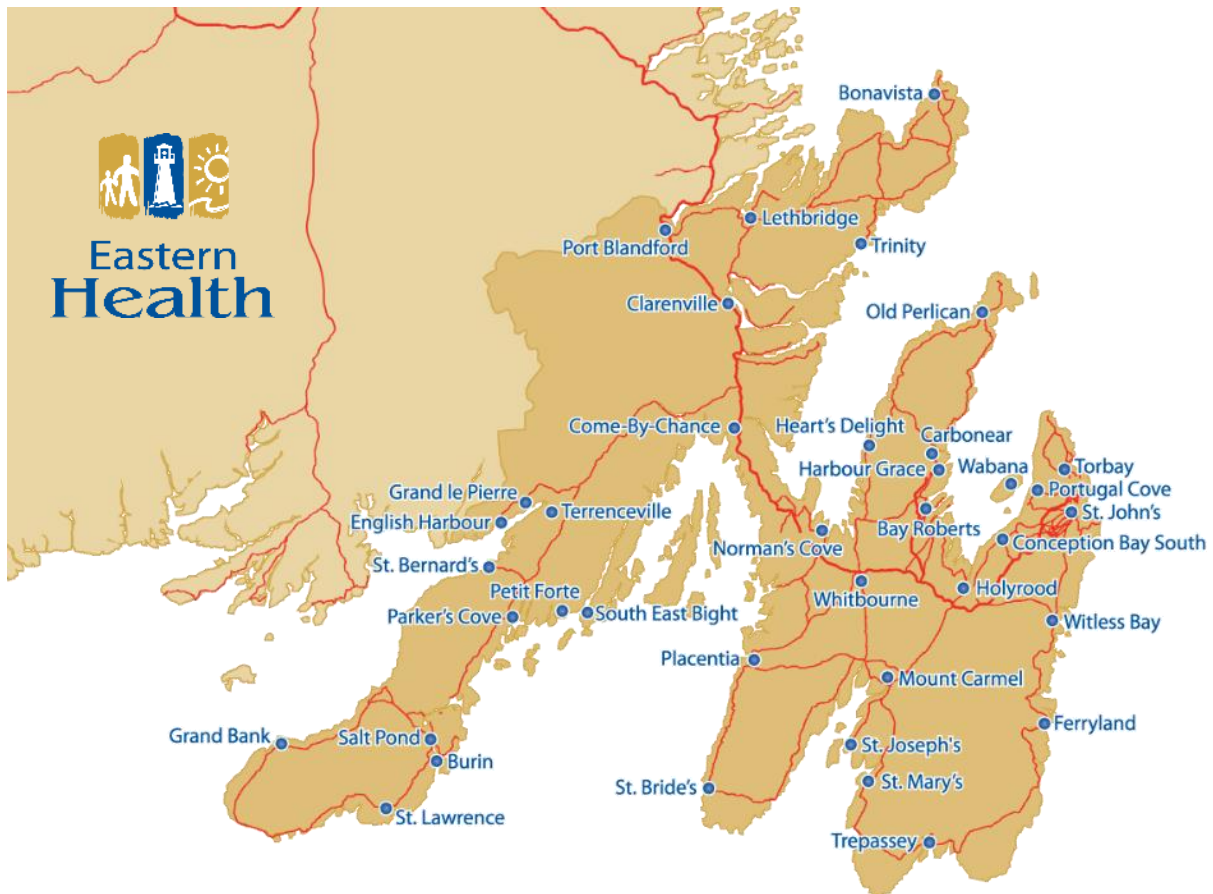 Bonavista
Eastern
Health
Lethbridge
Port Blandford
Trinity
Clarenville
Old Perlican
Come-By-Chance
Heart's Delight
Carbonear
Harbour Grace
Wabana
Torbay
Portugal Cove
Grand le Pierre
Terrenceville
St. John's
English Harbour
Bay Roberts
Norman's Cove
Conception Bay South
St. Bernard's
Petit Forte
Whitbourne
Holyrood
Parker's Cove
South East Bight
Witless Bay
Placentia
Mount Carmel
Grand Bank
Salt Pond
Ferryland
St. Joseph's
Burin
St. Bride's
St. Mary's
St. Lawrence
Trepassey